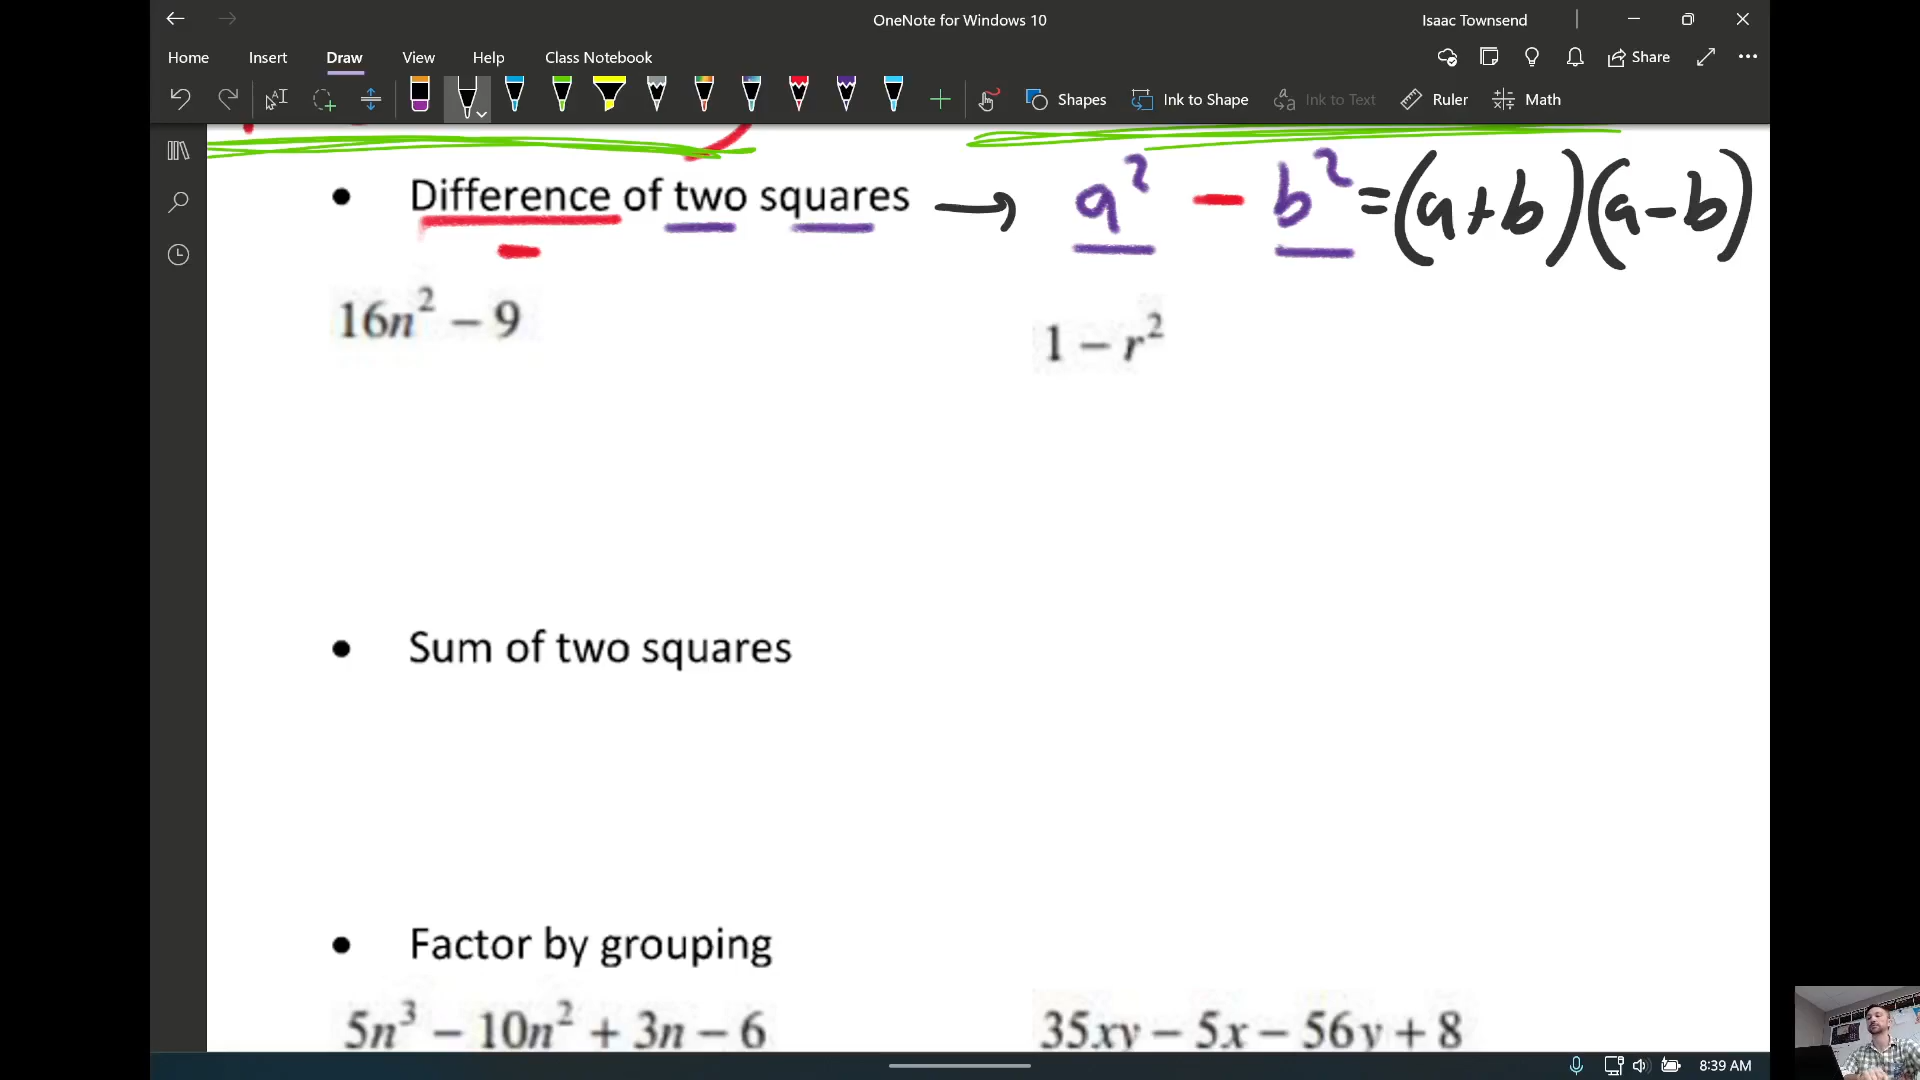 OneNote for Windows 10
Isaac Townsend
Home Insert Draw View Help Class Notebook
Share
Shapes Ink to Shape Ink to Text Ruler Math
• Difference of two squares → a² - b² = (a+b)(a-b)
16n² − 9
1 − r²
• Sum of two squares
• Factor by grouping
5n³ − 10n² + 3n − 6
35xy − 5x − 56y + 8
8:39 AM